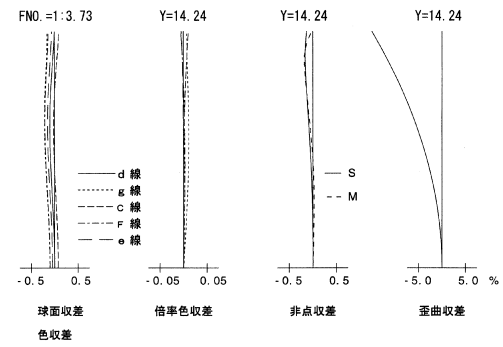 FNO.=1:3.73 Y=14.24 Y=14.24 Y=14.24
d 線
g 線
C 線
F 線
e 線
S
M
-0.5 0.5 -0.05 0.05 -0.5 0.5 -5.0 5.0 %
球面収差 倍率色収差 非点収差 歪曲収差
色収差